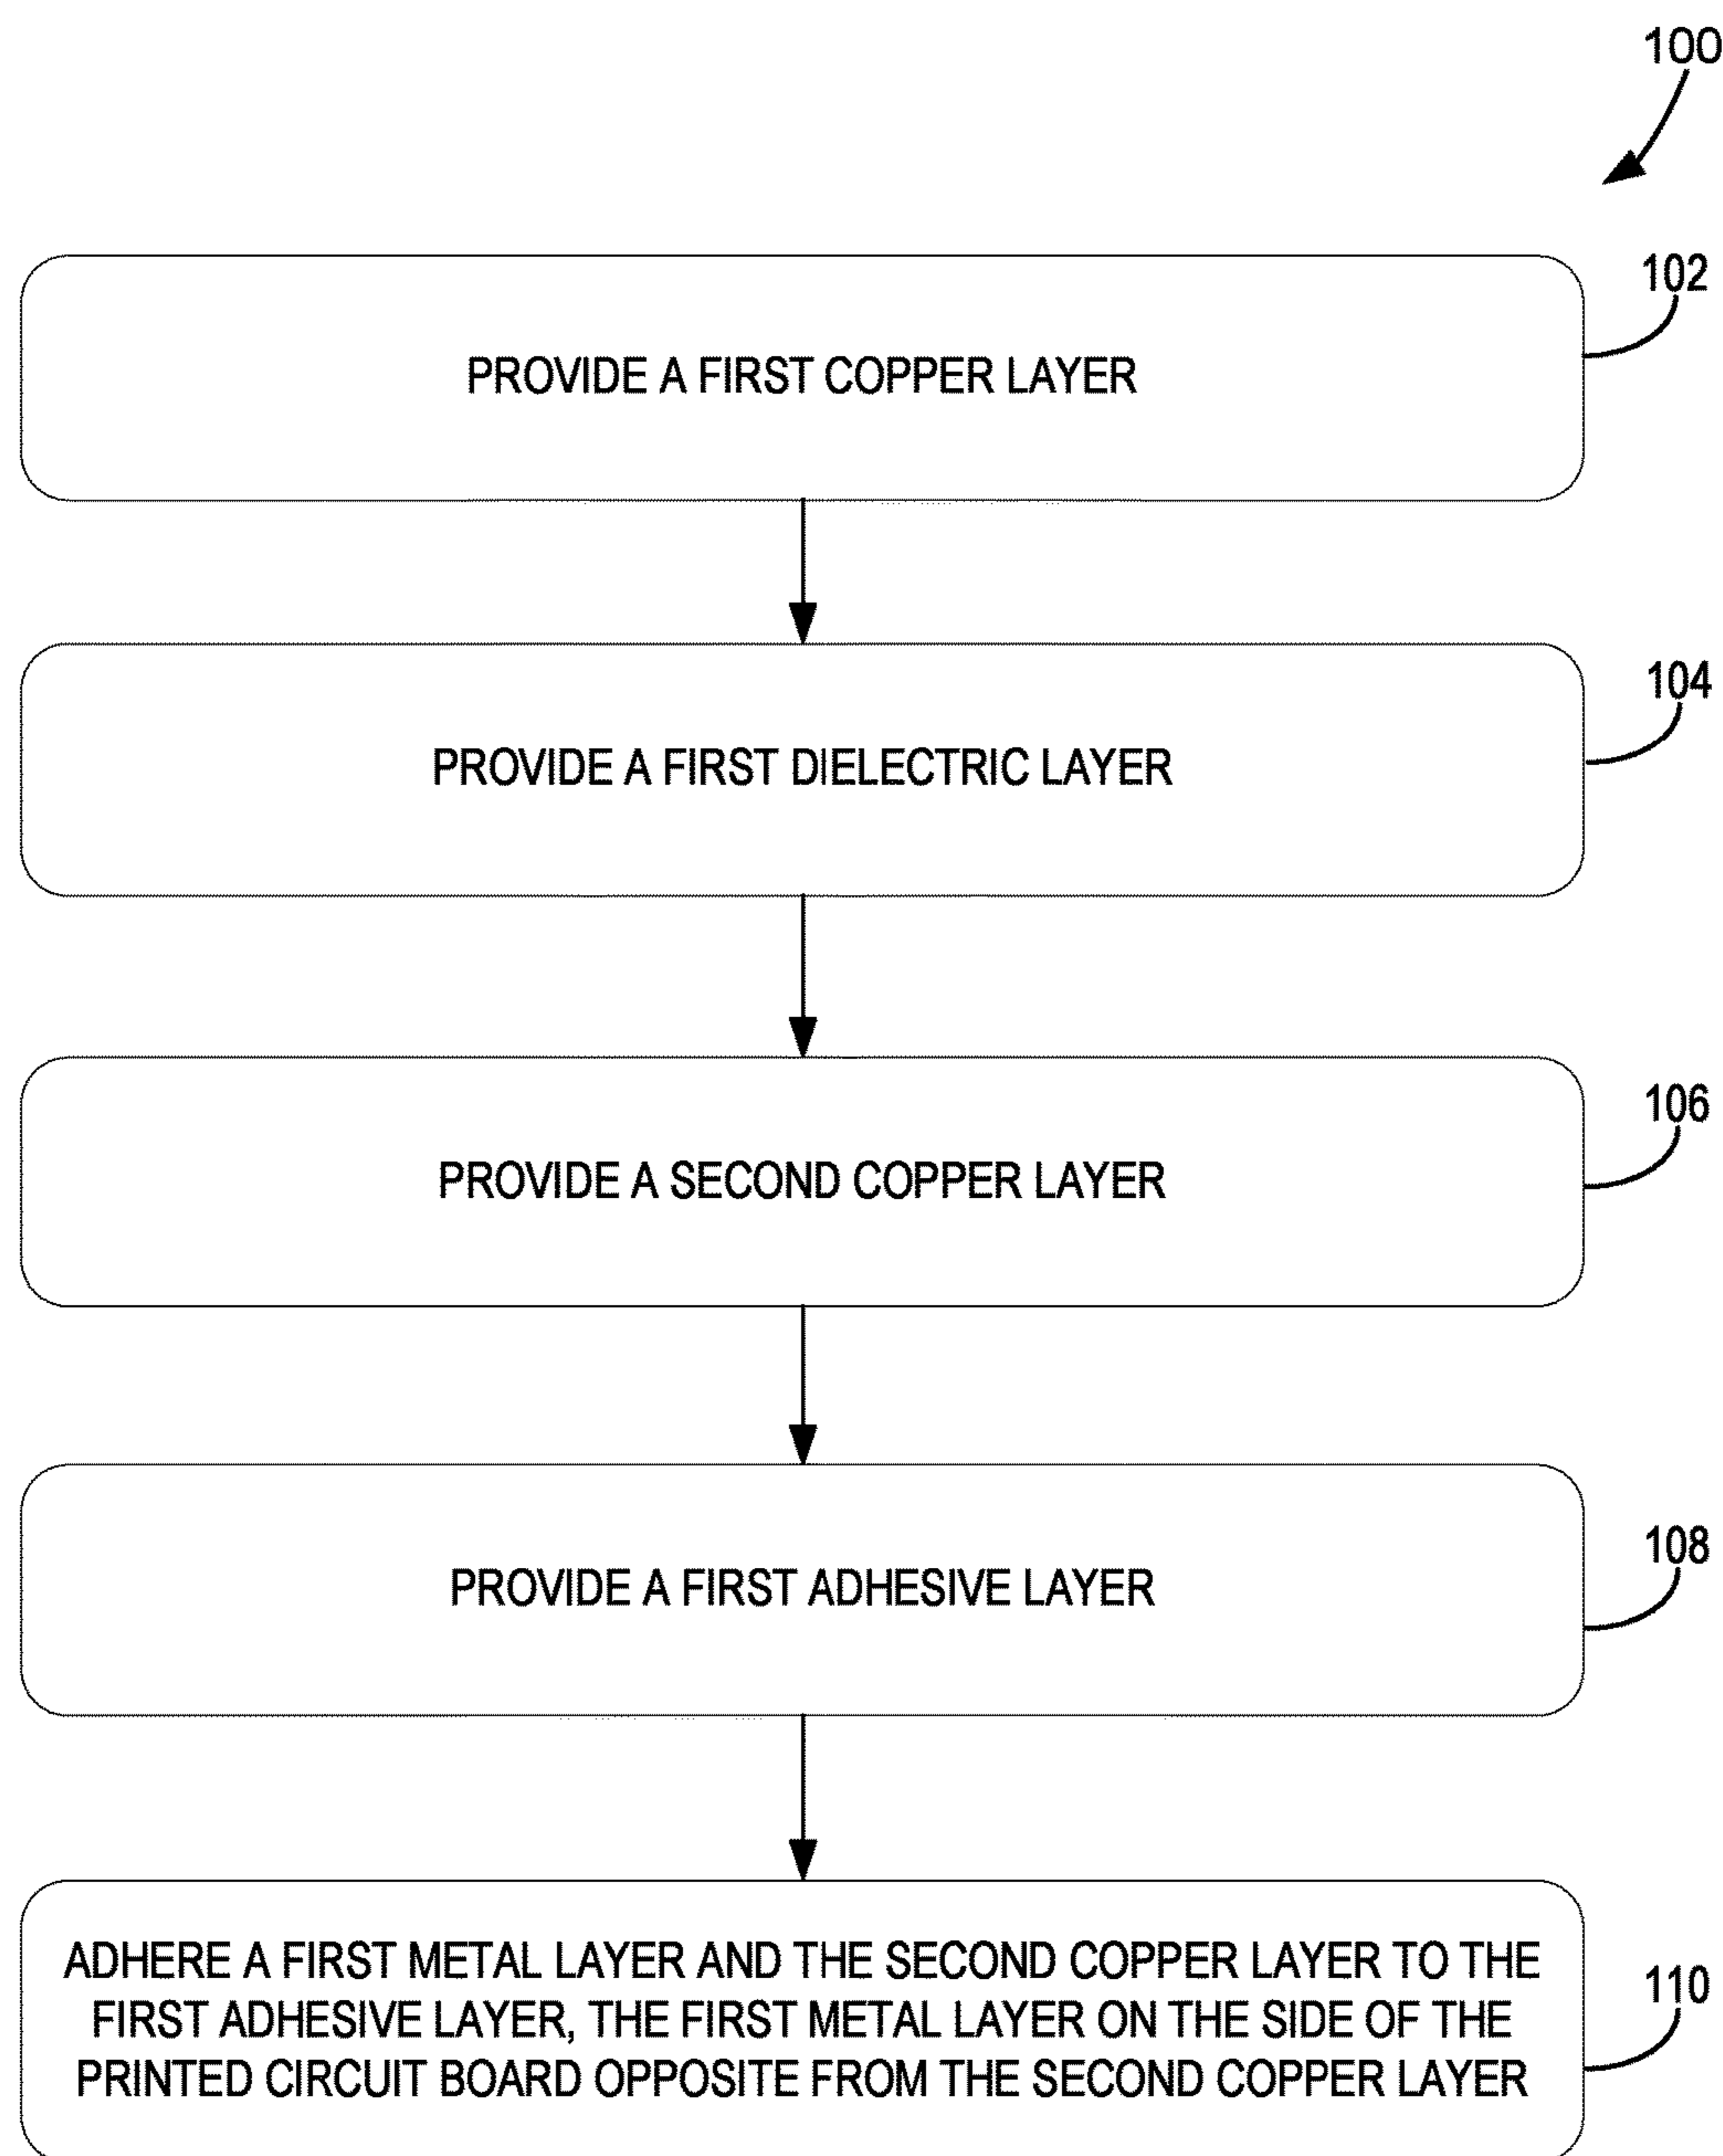 100
102
PROVIDE A FIRST COPPER LAYER
104
PROVIDE A FIRST DIELECTRIC LAYER
106
PROVIDE A SECOND COPPER LAYER
108
PROVIDE A FIRST ADHESIVE LAYER
ADHERE A FIRST METAL LAYER AND THE SECOND COPPER LAYER TO THE
FIRST ADHESIVE LAYER, THE FIRST METAL LAYER ON THE SIDE OF THE
PRINTED CIRCUIT BOARD OPPOSITE FROM THE SECOND COPPER LAYER
110